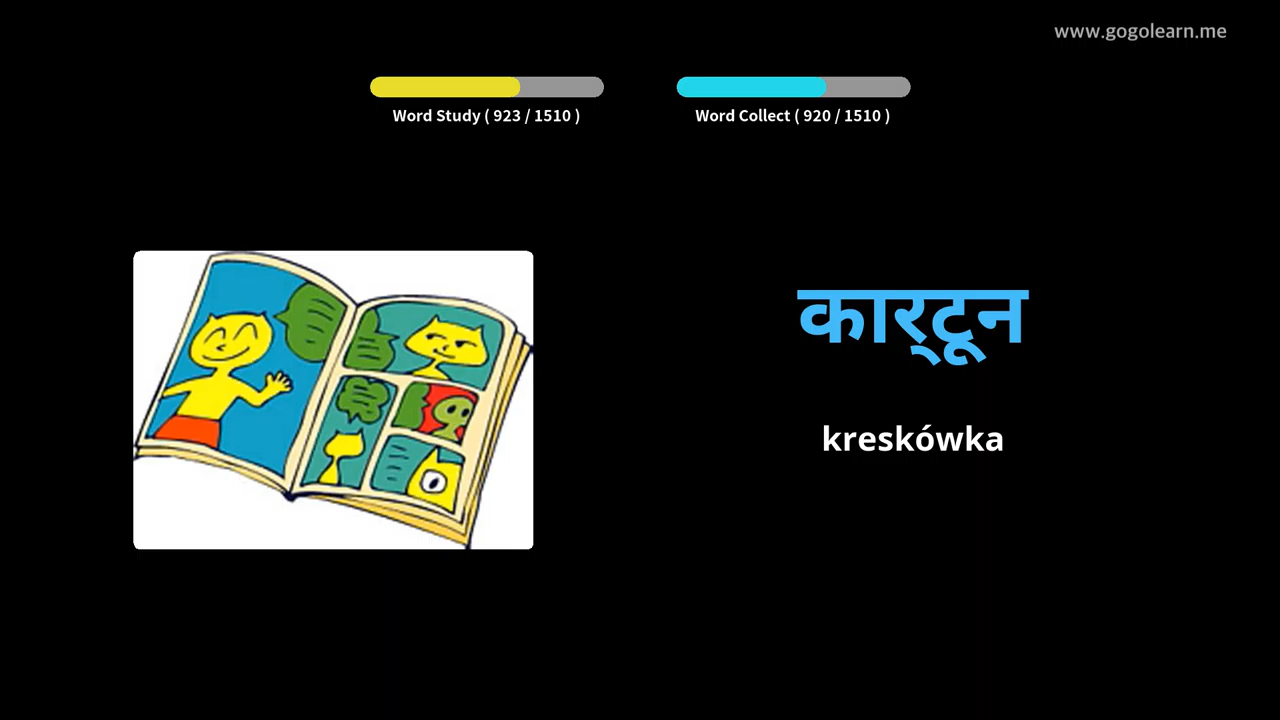 www.gogolearn.me
Word Study ( 923 / 1510 )
Word Collect ( 920 / 1510 )
कार्‌टून
kreskówka